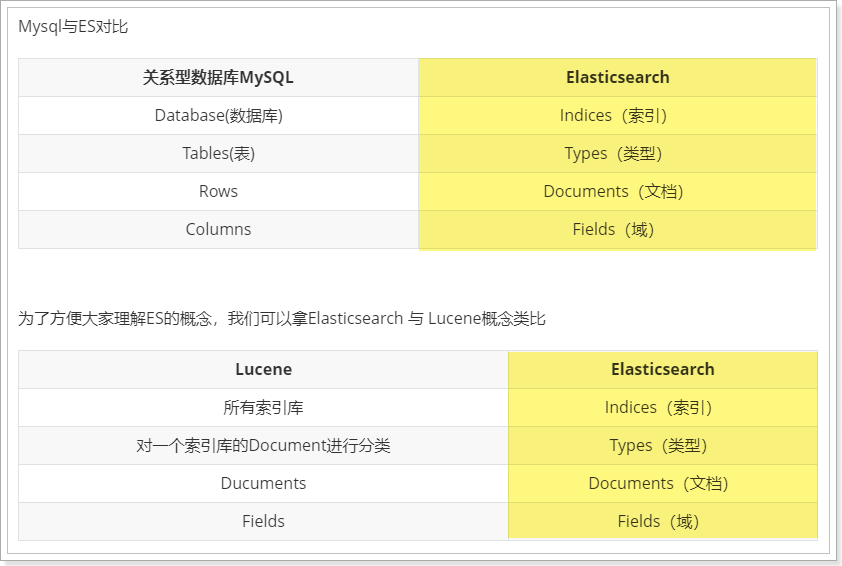 Mysql与ES对比
关系型数据库MySQL Elasticsearch
Database(数据库) Indices（索引）
Tables(表) Types（类型）
Rows Documents（文档）
Columns Fields（域）
为了方便大家理解ES的概念，我们可以拿Elasticsearch 与 Lucene概念类比
Lucene Elasticsearch
所有索引库 Indices（索引）
对一个索引库的Document进行分类 Types（类型）
Ducuments Documents（文档）
Fields Fields（域）